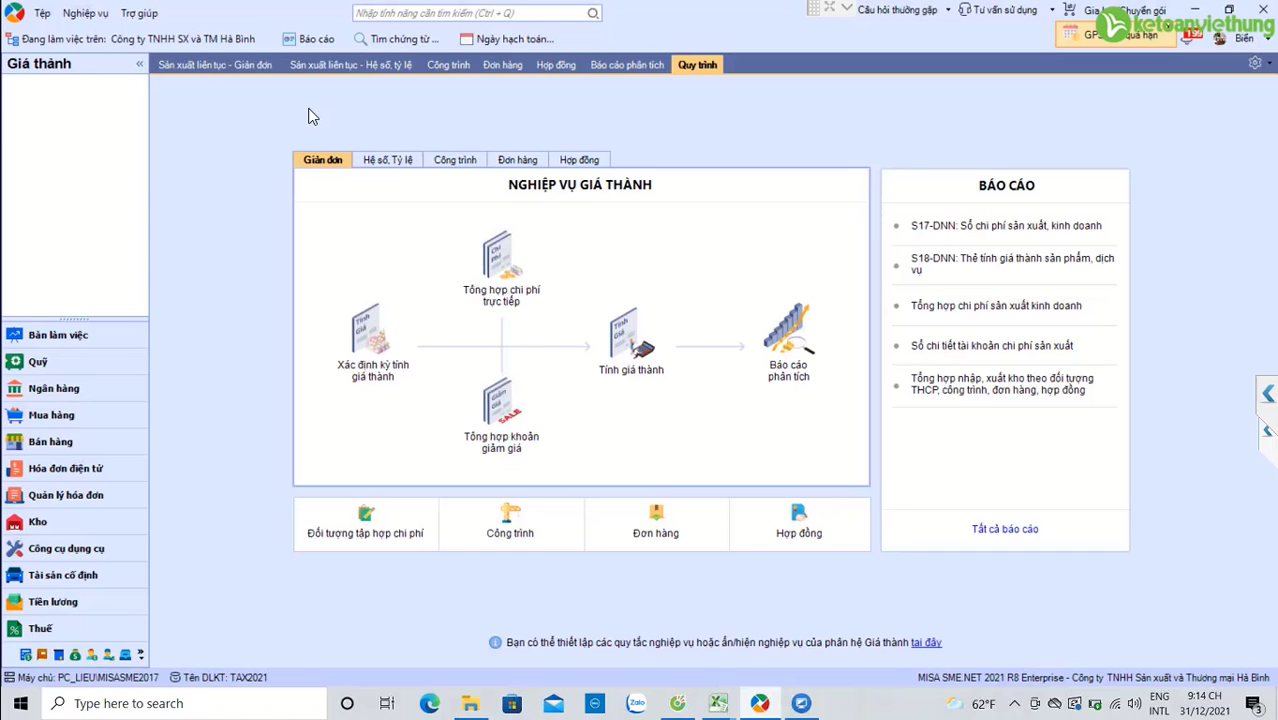 Tệp Nghiệp vụ Trợ giúp
Nhập tính năng cần tìm kiếm (Ctrl + Q)
Câu hỏi thường gặp Tư vấn sử dụng
ketoanviethung
Đang làm việc trên: Công ty TNHH SX và TM Hà Bình
Báo cáo Tìm chứng từ ... Ngày hạch toán...
199 Biển
Giá thành
Sản xuất liên tục - Giản đơn Sản xuất liên tục - Hệ số, tỷ lệ Công trình Đơn hàng Hợp đồng Báo cáo phân tích Quy trình
Giản đơn Hệ số, Tỷ lệ Công trình Đơn hàng Hợp đồng
NGHIỆP VỤ GIÁ THÀNH
Tổng hợp chi phí
trực tiếp
Xác định kỳ tính
giá thành
Tính giá thành
Báo cáo
phân tích
Tổng hợp khoản
giảm giá
Đối tượng tập hợp chi phí
Công trình
Đơn hàng
Hợp đồng
BÁO CÁO
S17-DNN: Sổ chi phí sản xuất, kinh doanh
S18-DNN: Thẻ tính giá thành sản phẩm, dịch
vụ
Tổng hợp chi phí sản xuất kinh doanh
Sổ chi tiết tài khoản chi phí sản xuất
Tổng hợp nhập, xuất kho theo đối tượng
THCP, công trình, đơn hàng, hợp đồng
Tất cả báo cáo
Bàn làm việc
Quỹ
Ngân hàng
Mua hàng
Bán hàng
Hóa đơn điện tử
Quản lý hóa đơn
Kho
Công cụ dụng cụ
Tài sản cố định
Tiền lương
Thuế
Bạn có thể thiết lập các quy tắc nghiệp vụ hoặc ẩn/hiện nghiệp vụ của phân hệ Giá thành tại đây
Máy chủ: PC_LIEU\MISASME2017 Tên DLKT: TAX2021
MISA SME.NET 2021 R8 Enterprise - Công ty TNHH Sản xuất và Thương mại Hà Bình
Type here to search
Zalo
62°F
ENG
INTL
9:14 CH
31/12/2021
3